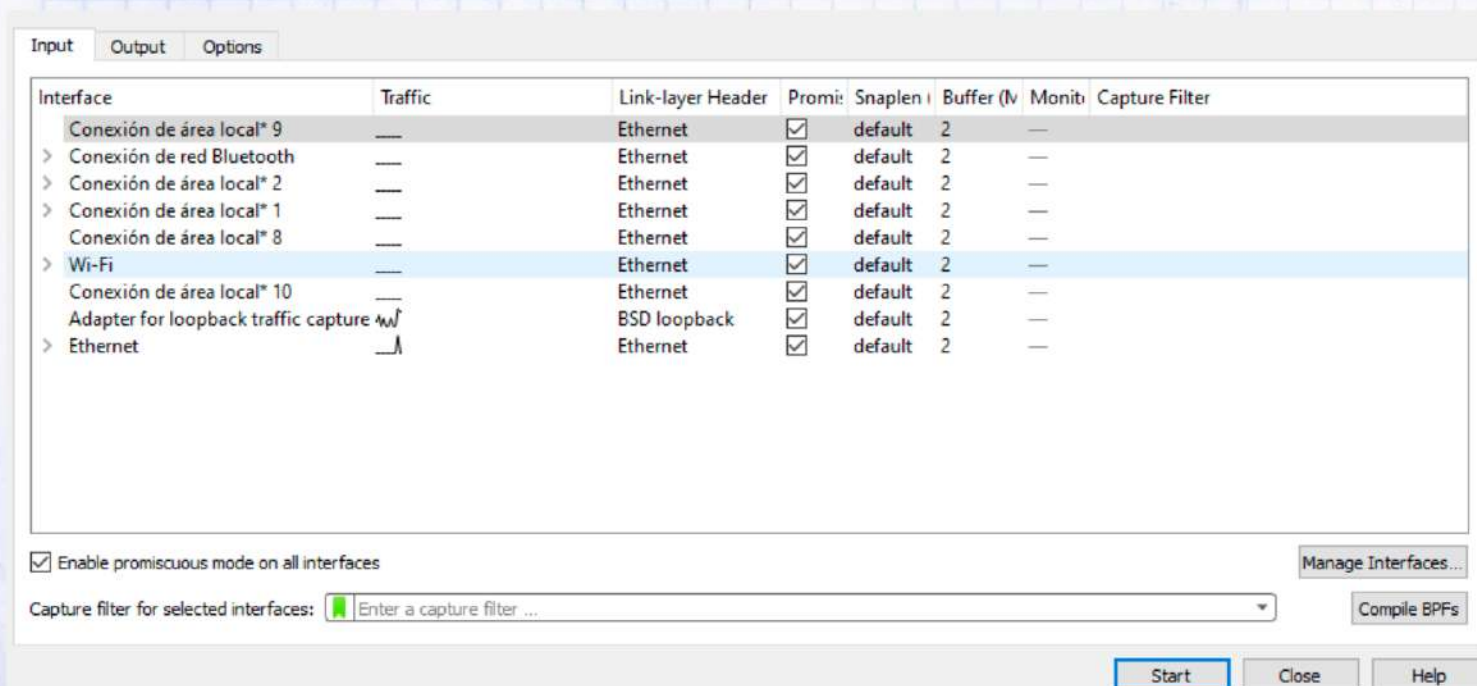 Input Output Options
Interface Traffic Link-layer Header Promis Snaplen ( Buffer (M Monito Capture Filter
Conexión de área local* 9 Ethernet default 2 —
Conexión de red Bluetooth Ethernet default 2 —
Conexión de área local* 2 Ethernet default 2 —
Conexión de área local* 1 Ethernet default 2 —
Conexión de área local* 8 Ethernet default 2 —
Wi-Fi Ethernet default 2 —
Conexión de área local* 10 Ethernet default 2 —
Adapter for loopback traffic capture BSD loopback default 2 —
Ethernet Ethernet default 2 —
Enable promiscuous mode on all interfaces Manage Interfaces...
Capture filter for selected interfaces: Enter a capture filter ... Compile BPFs
Start Close Help